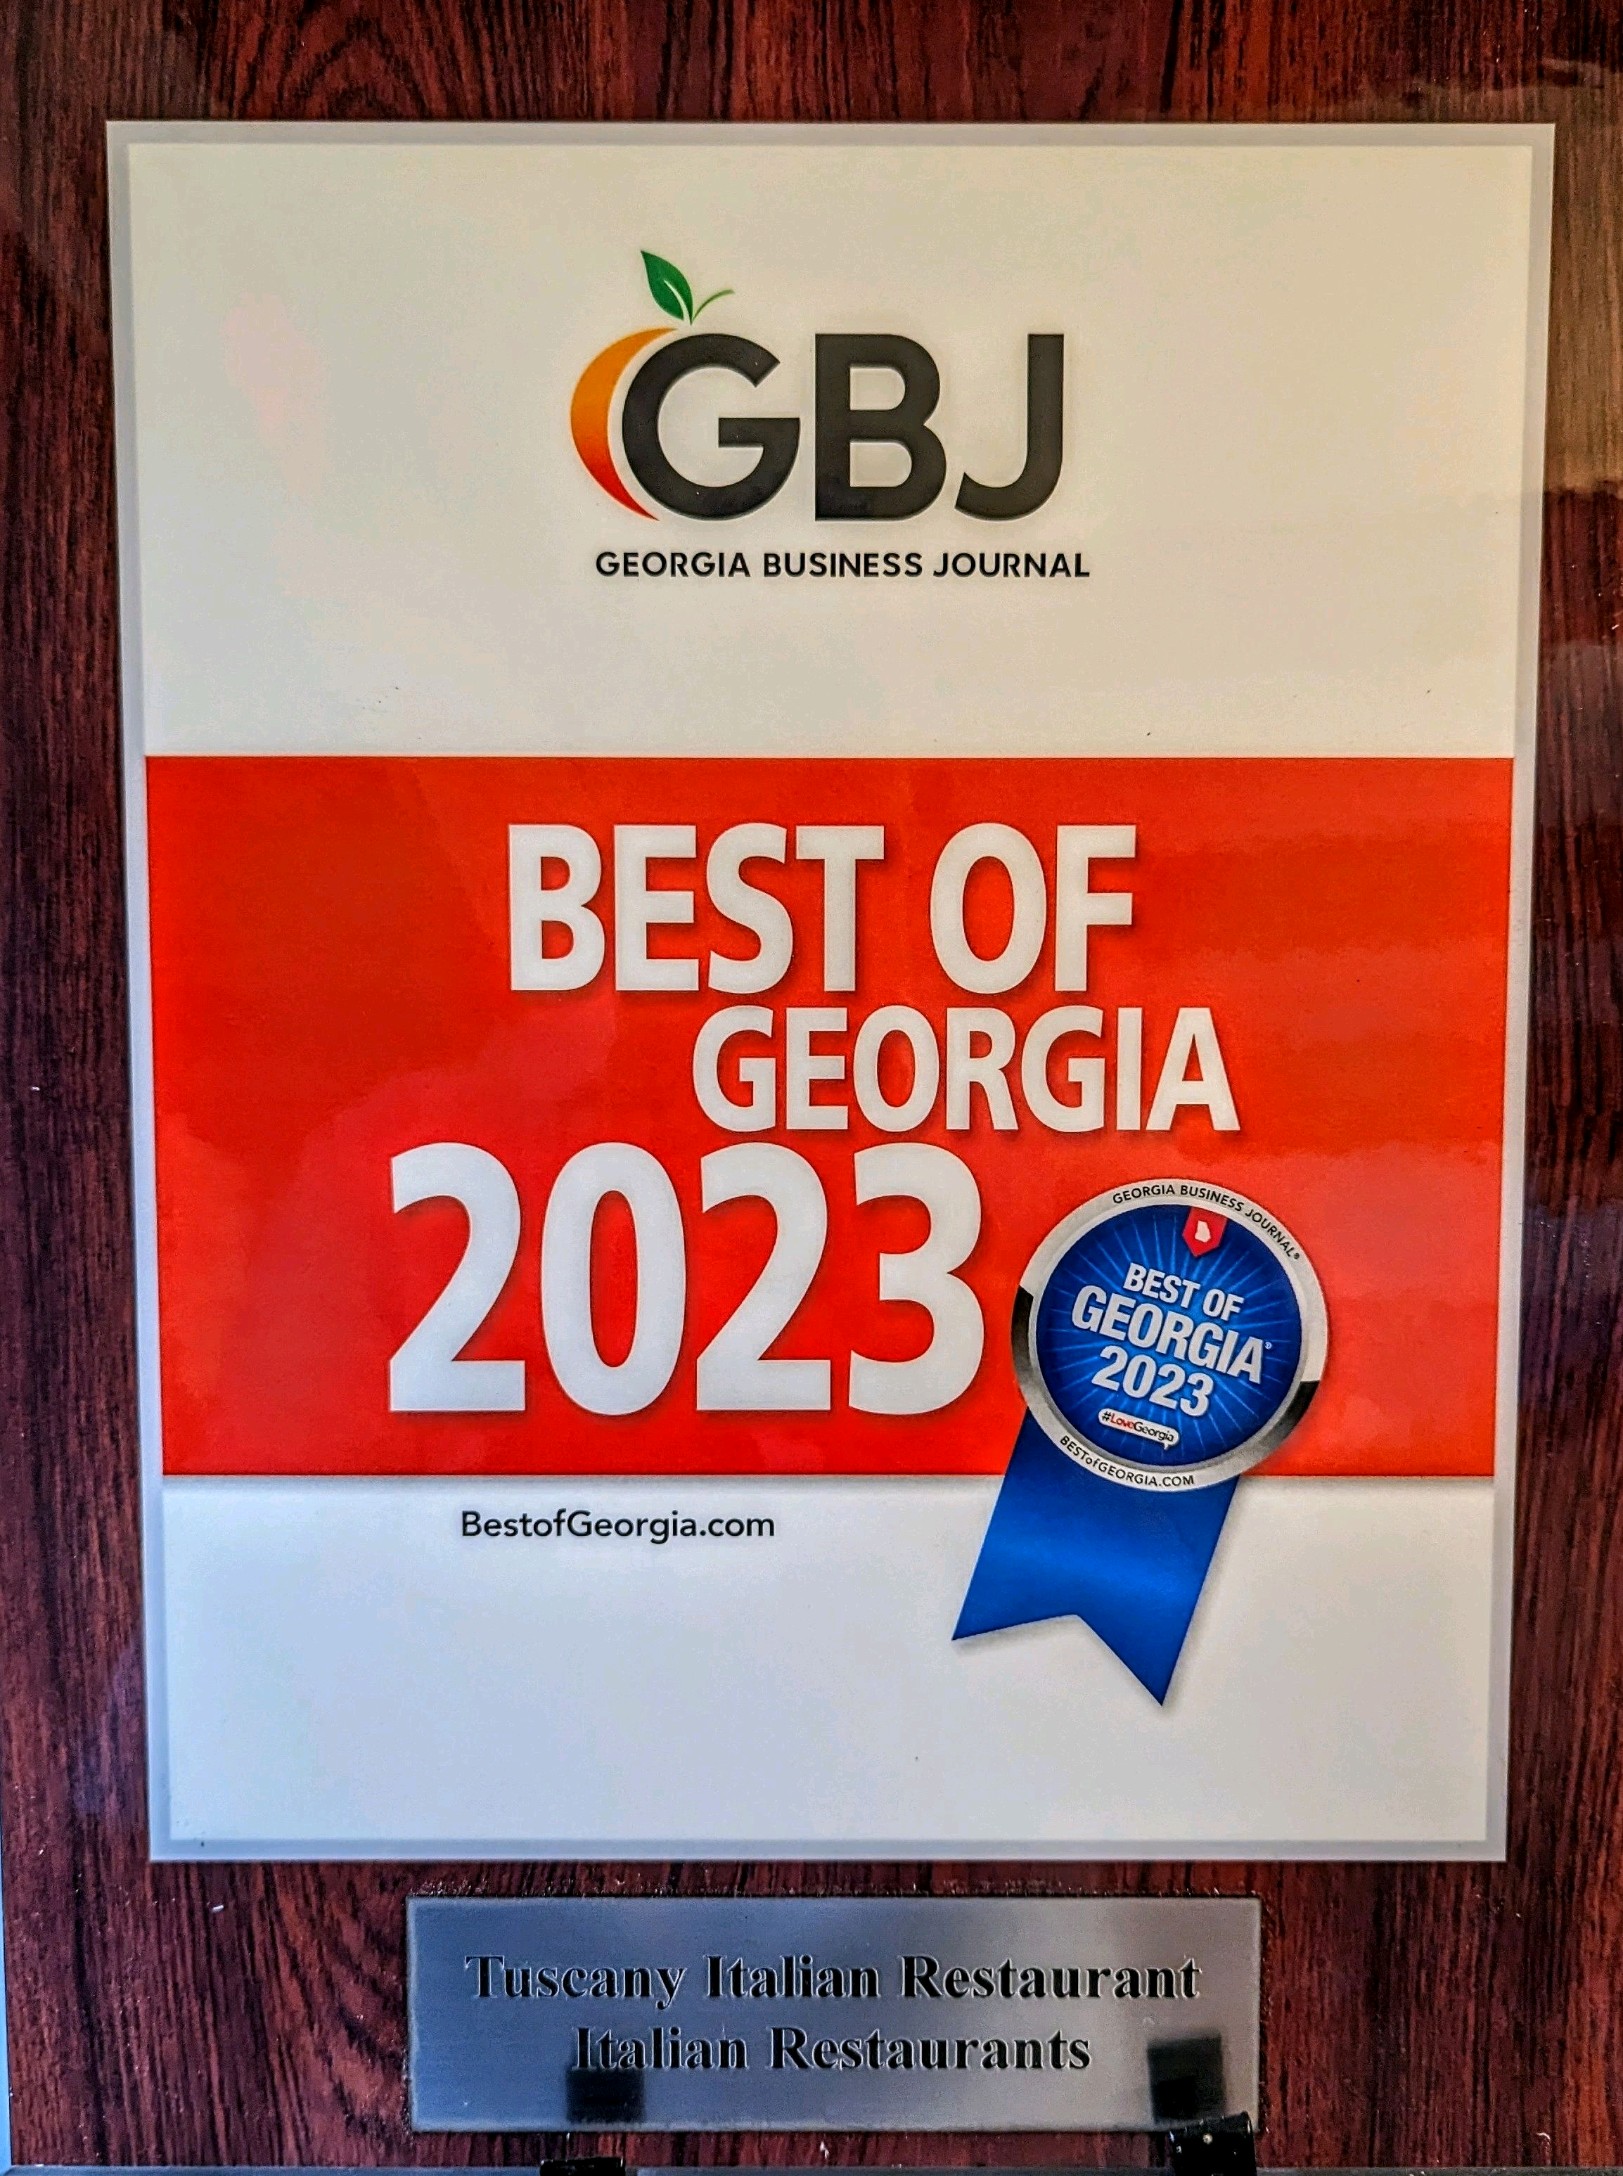 GBJ
GEORGIA BUSINESS JOURNAL
BEST OF
GEORGIA
2023
GEORGIA BUSINESS JOURNAL®
BEST OF
GEORGIA®
2023
#LoveGeorgia
BESTofGEORGIA.COM
BestofGeorgia.com
Tuscany Italian Restaurant
Italian Restaurants